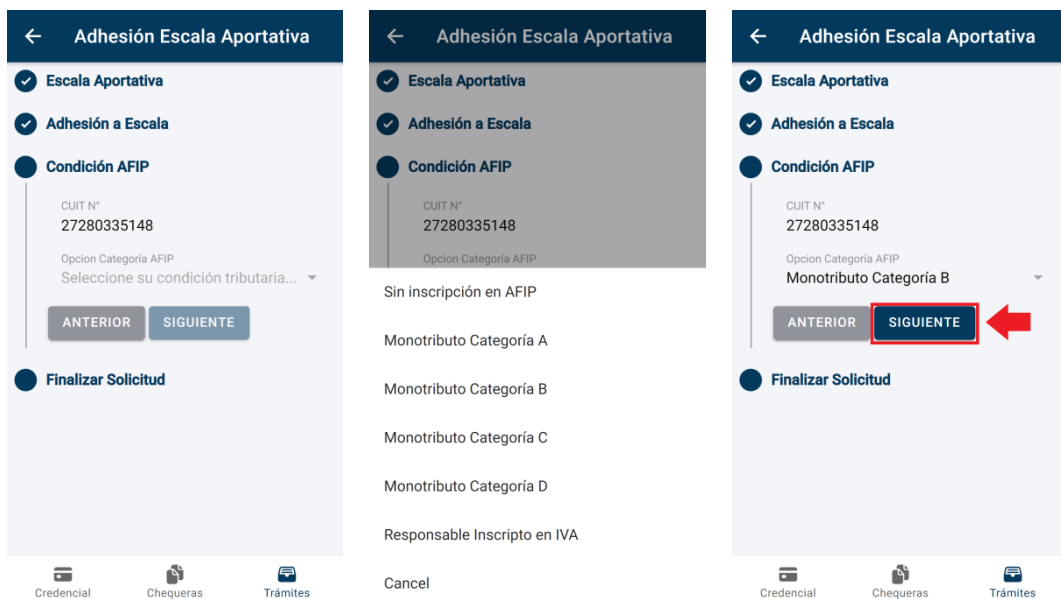 Adhesión Escala Aportativa
Escala Aportativa
Adhesión a Escala
Condición AFIP
CUIT N°
27280335148
Opcion Categoría AFIP
Seleccione su condición tributaria...
ANTERIOR SIGUIENTE
Finalizar Solicitud
Credencial Chequeras Trámites
Adhesión Escala Aportativa
Escala Aportativa
Adhesión a Escala
Condición AFIP
CUIT N°
27280335148
Opcion Categoría AFIP
Sin inscripción en AFIP
Monotributo Categoría A
Monotributo Categoría B
Monotributo Categoría C
Monotributo Categoría D
Responsable Inscripto en IVA
Cancel
Adhesión Escala Aportativa
Escala Aportativa
Adhesión a Escala
Condición AFIP
CUIT N°
27280335148
Opcion Categoría AFIP
Monotributo Categoría B
ANTERIOR SIGUIENTE
Finalizar Solicitud
Credencial Chequeras Trámites